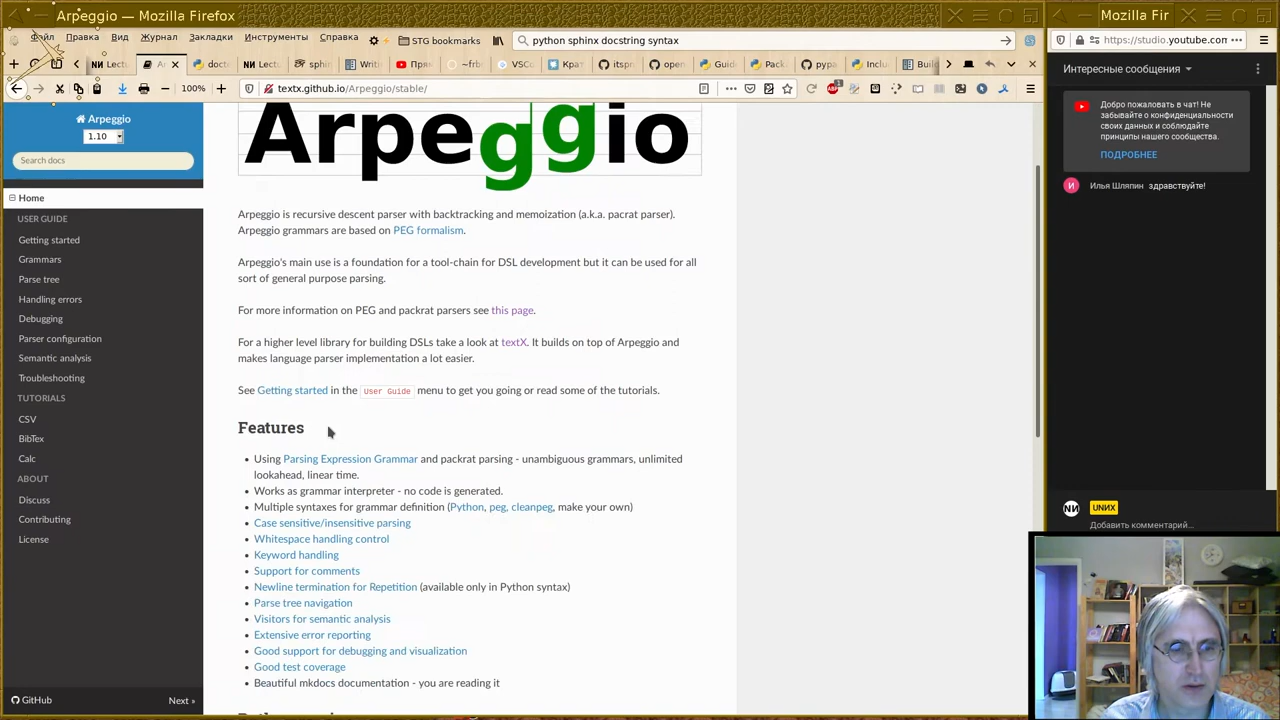 Arpeggio — Mozilla Firefox
Mozilla Fir
Файл Правка Вид Журнал Закладки Инструменты Справка
STG bookmarks
python sphinx docstring syntax
https://studio.youtube.com
100%
textx.github.io/Arpeggio/stable/
Arpeggio
1.10
Search docs
Home
USER GUIDE
Getting started
Grammars
Parse tree
Handling errors
Debugging
Parser configuration
Semantic analysis
Troubleshooting
TUTORIALS
CSV
BibTex
Calc
ABOUT
Discuss
Contributing
License
GitHub
Next »
Arpeggio
Arpeggio is recursive descent parser with backtracking and memoization (a.k.a. pacrat parser).
Arpeggio grammars are based on PEG formalism.
Arpeggio's main use is a foundation for a tool-chain for DSL development but it can be used for all
sort of general purpose parsing.
For more information on PEG and packrat parsers see this page.
For a higher level library for building DSLs take a look at textX. It builds on top of Arpeggio and
makes language parser implementation a lot easier.
See Getting started in the User Guide menu to get you going or read some of the tutorials.
Features
Using Parsing Expression Grammar and packrat parsing - unambiguous grammars, unlimited
lookahead, linear time.
Works as grammar interpreter - no code is generated.
Multiple syntaxes for grammar definition (Python, peg, cleanpeg, make your own)
Case sensitive/insensitive parsing
Whitespace handling control
Keyword handling
Support for comments
Newline termination for Repetition (available only in Python syntax)
Parse tree navigation
Visitors for semantic analysis
Extensive error reporting
Good support for debugging and visualization
Good test coverage
Beautiful mkdocs documentation - you are reading it
Интересные сообщения
Добро пожаловать в чат! Не
забывайте о конфиденциальности
своих данных и соблюдайте
принципы нашего сообщества.
ПОДРОБНЕЕ
Илья Шляпин здравствуйте!
UNIX
Добавить комментарий...